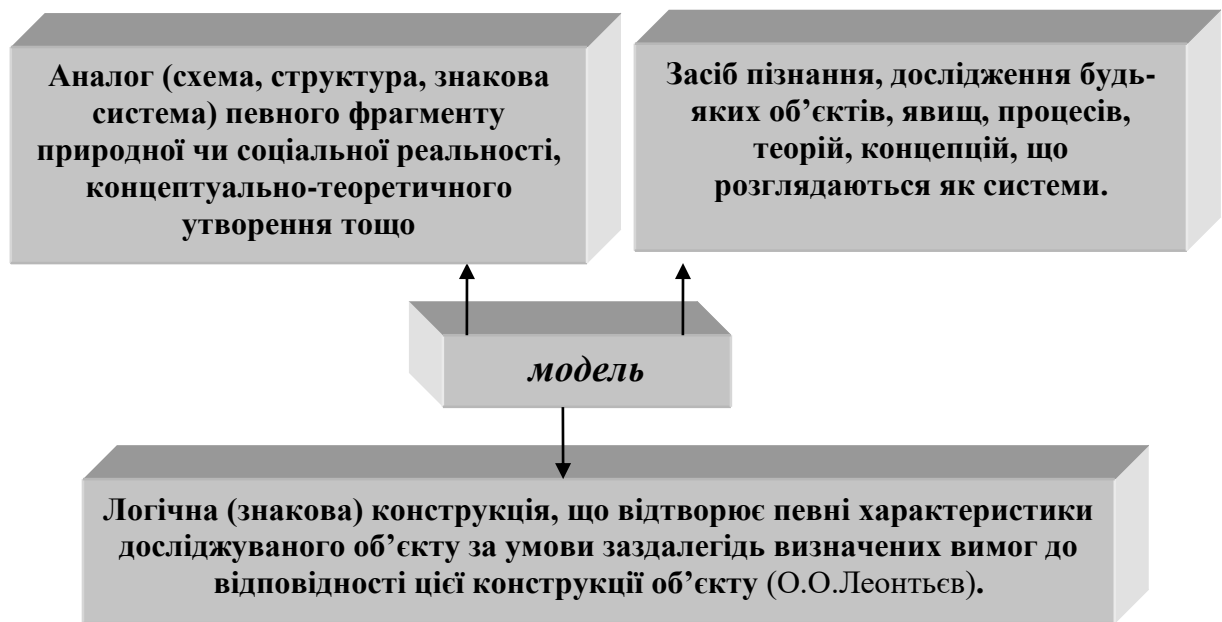 Аналог (схема, структура, знакова
система) певного фрагменту
природної чи соціальної реальності,
концептуально-теоретичного
утворення тощо
Засіб пізнання, дослідження будь-
яких об’єктів, явищ, процесів,
теорій, концепцій, що
розглядаються як системи.
модель
Логічна (знакова) конструкція, що відтворює певні характеристики
досліджуваного об’єкту за умови заздалегідь визначених вимог до
відповідності цієї конструкції об’єкту (О.О.Леонтьєв).